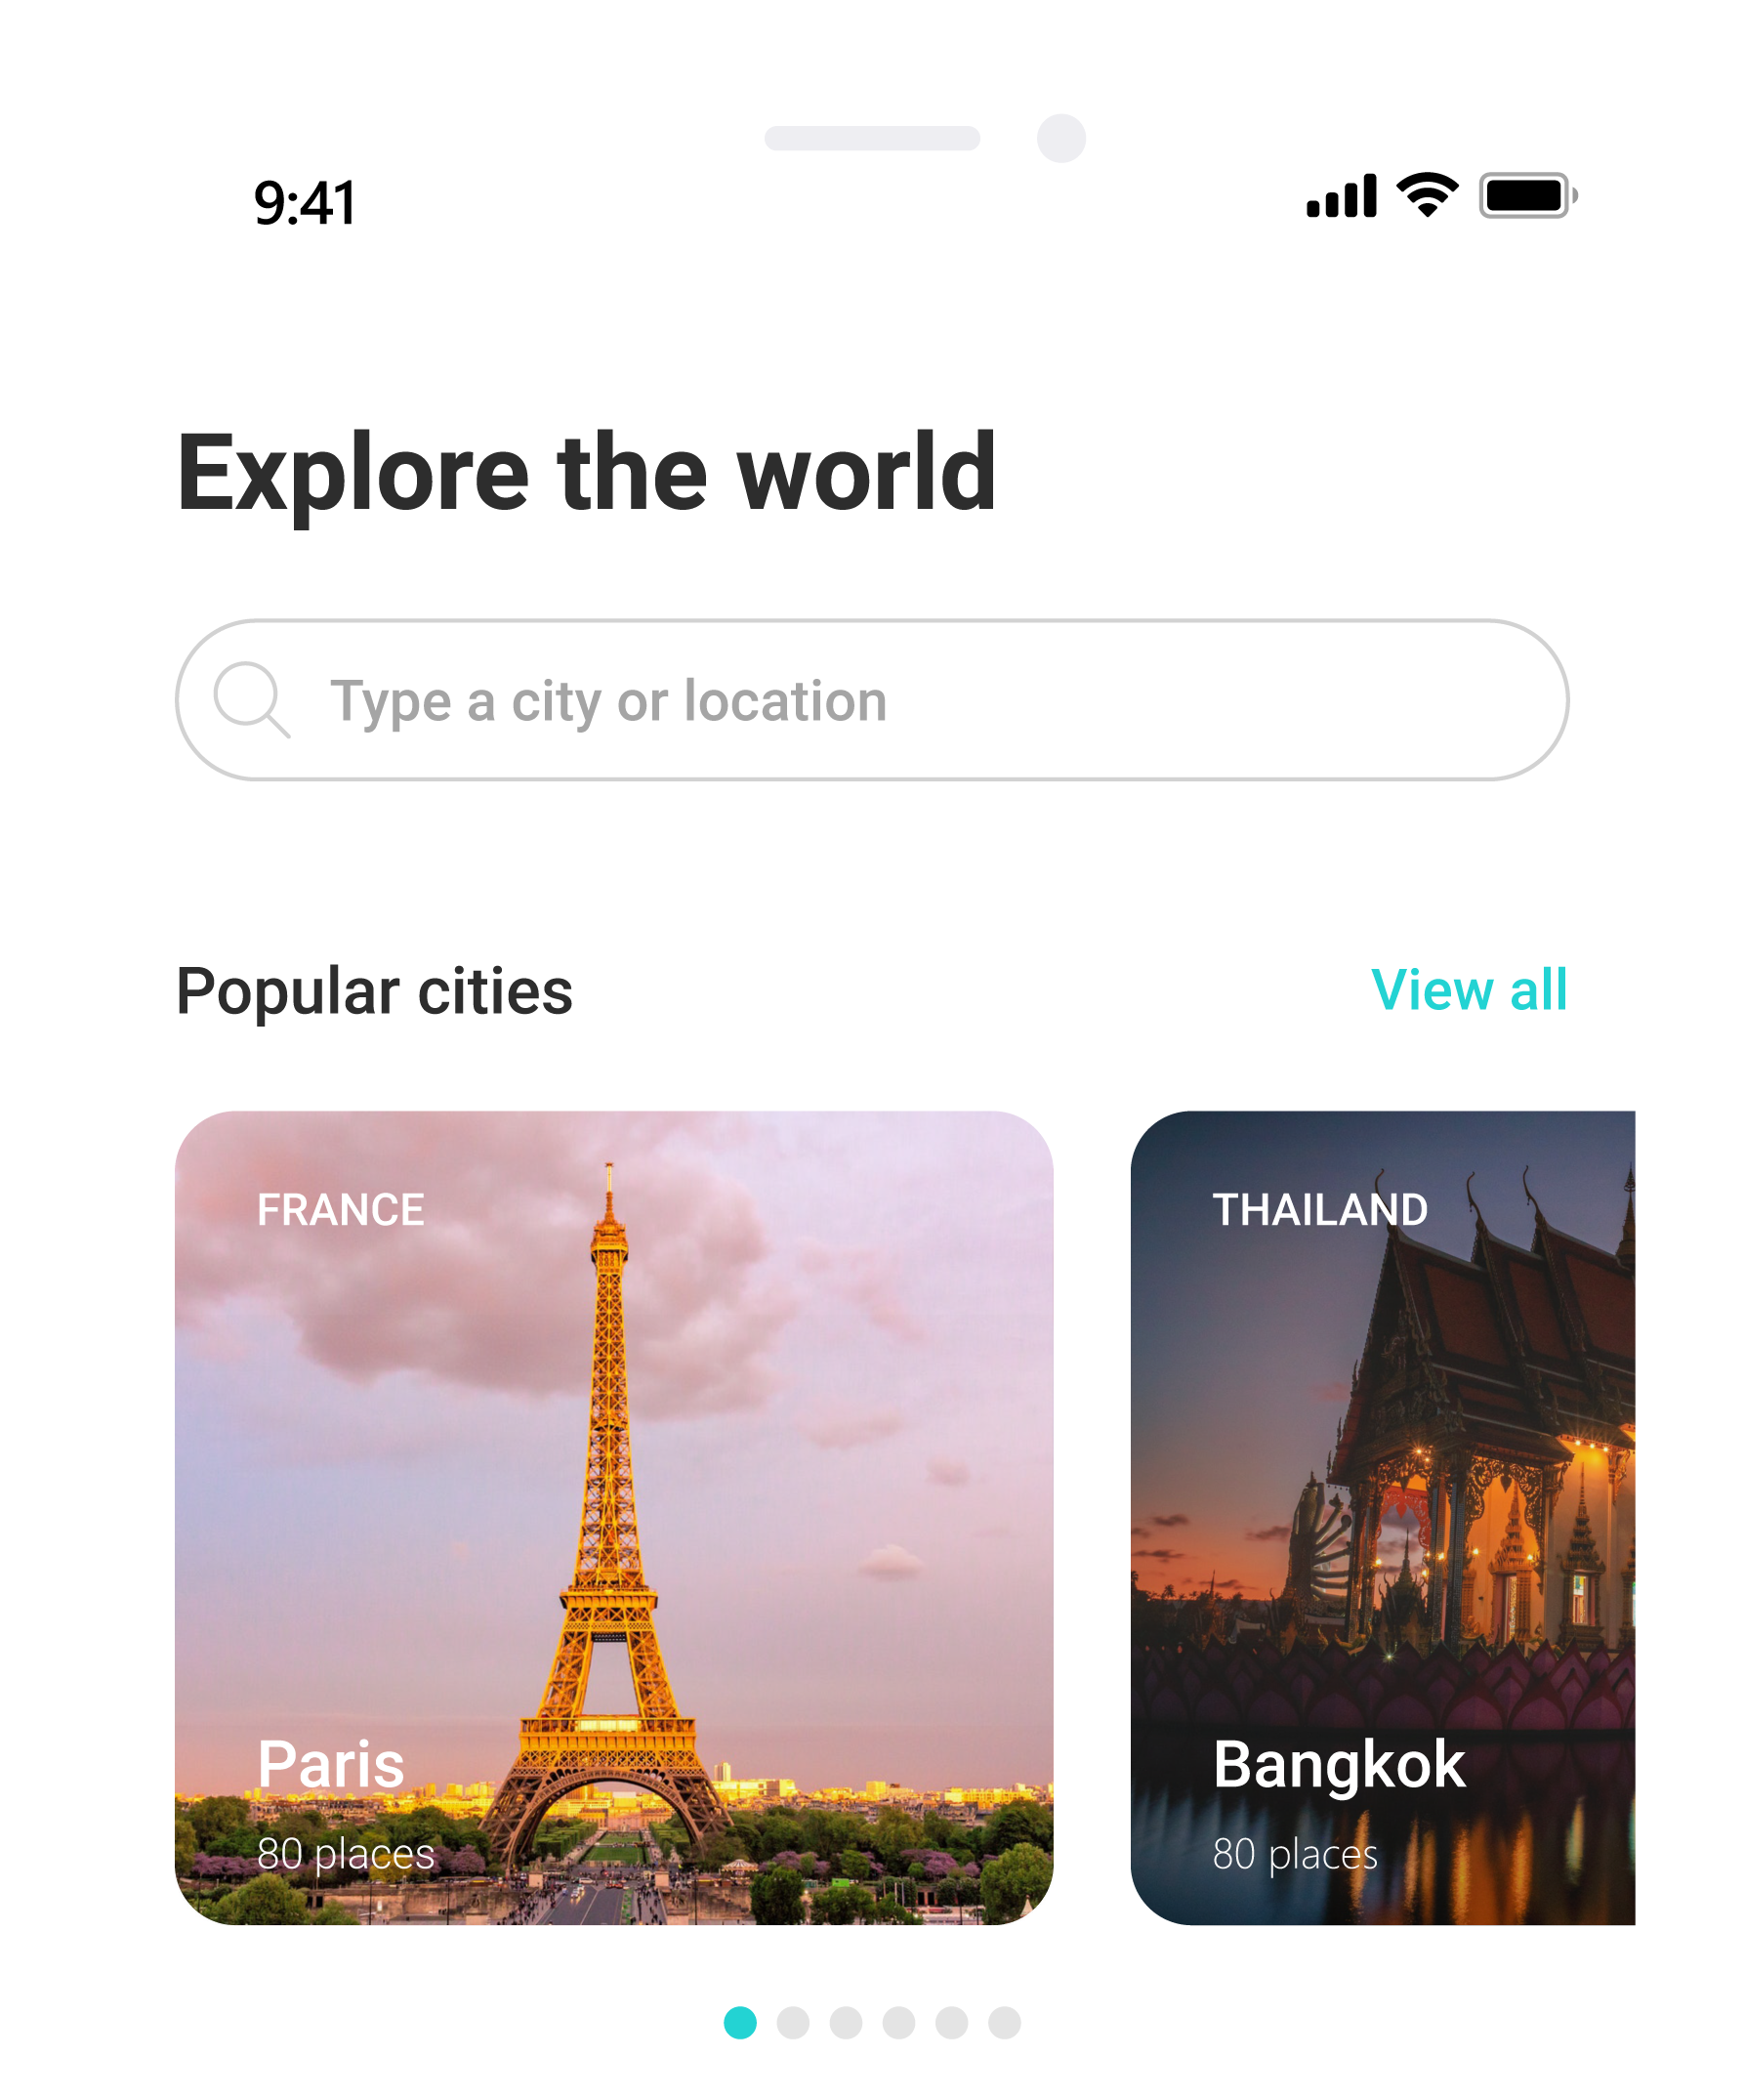 9:41
Explore the world
Type a city or location
Popular cities
View all
FRANCE
Paris
80 places
THAILAND
Bangkok
80 places